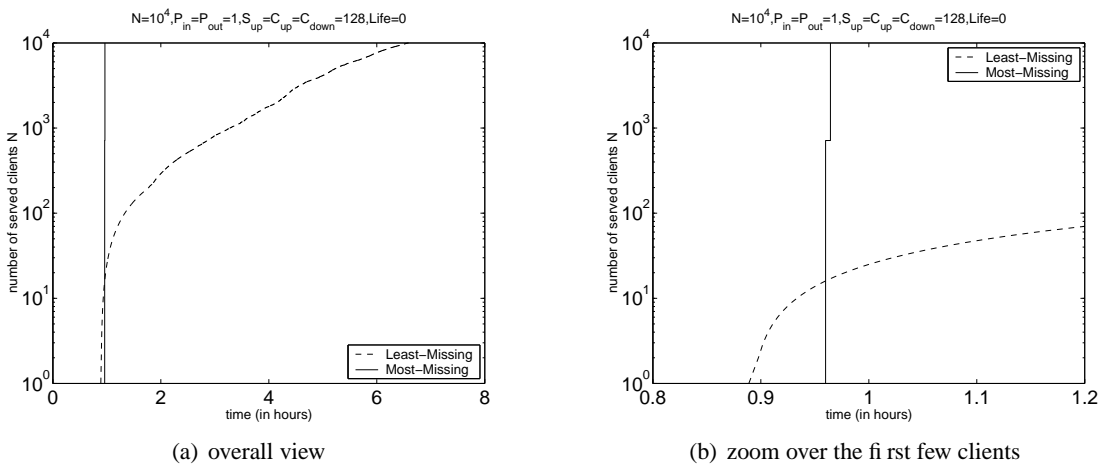 N=10^4,P_in=P_out=1,S_up=C_up=C_down=128,Life=0
10^4
10^3
10^2
10^1
10^0
number of served clients N
0
2
4
6
8
time (in hours)
Least−Missing
Most−Missing
(a) overall view
N=10^4,P_in=P_out=1,S_up=C_up=C_down=128,Life=0
10^4
10^3
10^2
10^1
10^0
number of served clients N
0.8
0.9
1
1.1
1.2
time (in hours)
Least−Missing
Most−Missing
(b) zoom over the fi rst few clients